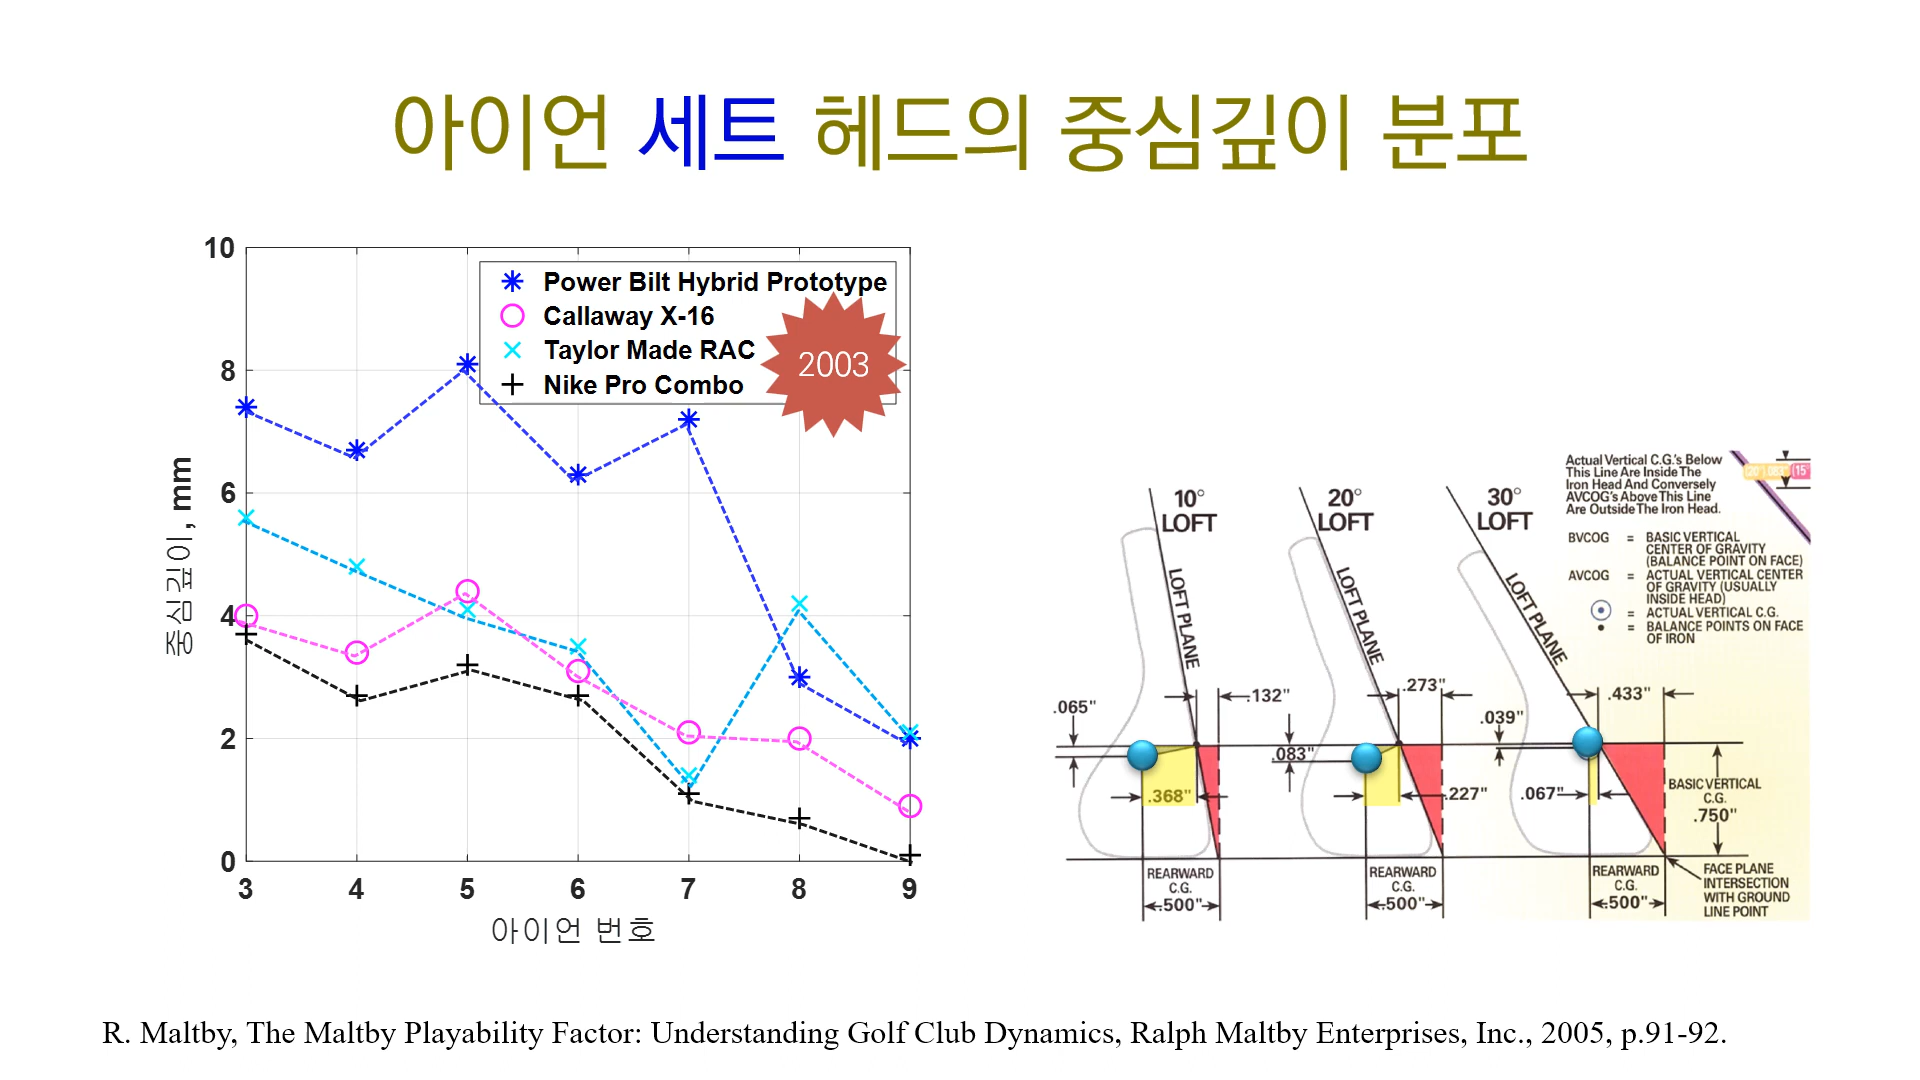 아이언 세트 헤드의 중심깊이 분포
10
8
6
4
2
0
3 4 5 6 7 8 9
중심깊이, mm
아이언 번호
Power Bilt Hybrid Prototype
Callaway X-16
Taylor Made RAC
Nike Pro Combo
2003
Actual Vertical C.G.'s Below
This Line Are Inside The
Iron Head And Conversely
AVCOG's Above This Line
Are Outside The Iron Head.
(20°) .083" (15°
BVCOG = BASIC VERTICAL
CENTER OF GRAVITY
(BALANCE POINT ON FACE)
AVCOG = ACTUAL VERTICAL CENTER
OF GRAVITY (USUALLY
INSIDE HEAD)
= ACTUAL VERTICAL C.G.
= BALANCE POINTS ON FACE
OF IRON
10°
LOFT
LOFT PLANE
.065"
.132"
.368"
REARWARD
C.G.
.500"
20°
LOFT
LOFT PLANE
.083"
.273"
.227"
REARWARD
C.G.
.500"
30°
LOFT
LOFT PLANE
.039"
.433"
.067"
REARWARD
C.G.
.500"
BASIC VERTICAL
C.G.
.750"
FACE PLANE
INTERSECTION
WITH GROUND
LINE POINT
R. Maltby, The Maltby Playability Factor: Understanding Golf Club Dynamics, Ralph Maltby Enterprises, Inc., 2005, p.91-92.